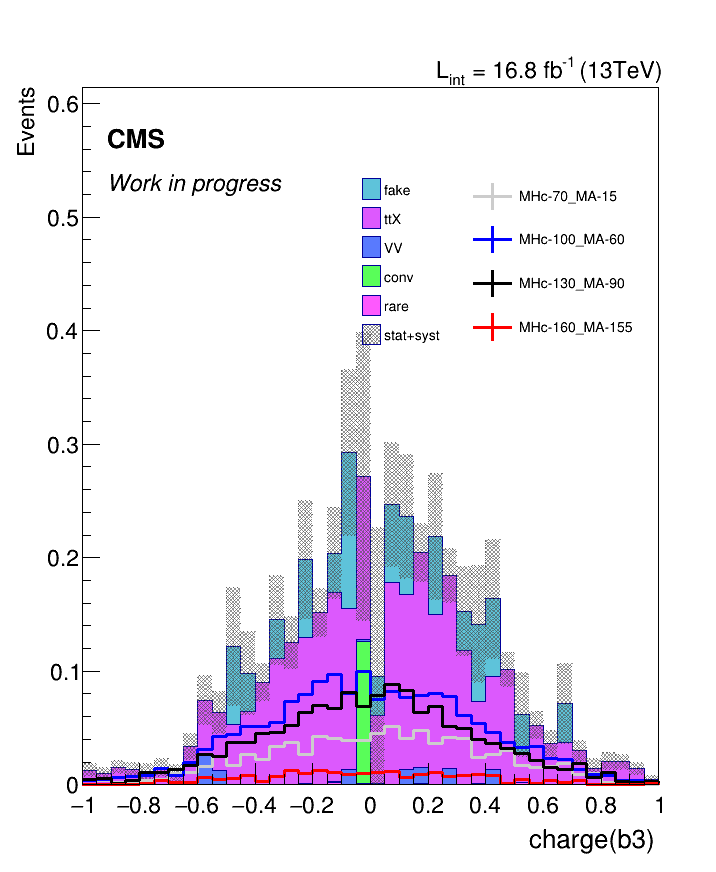 L_int = 16.8 fb^-1 (13TeV)
Events
CMS
Work in progress
fake
ttX
VV
conv
rare
stat+syst
MHc-70_MA-15
MHc-100_MA-60
MHc-130_MA-90
MHc-160_MA-155
0.6
0.5
0.4
0.3
0.2
0.1
0
−1 −0.8 −0.6 −0.4 −0.2 0 0.2 0.4 0.6 0.8 1
charge(b3)